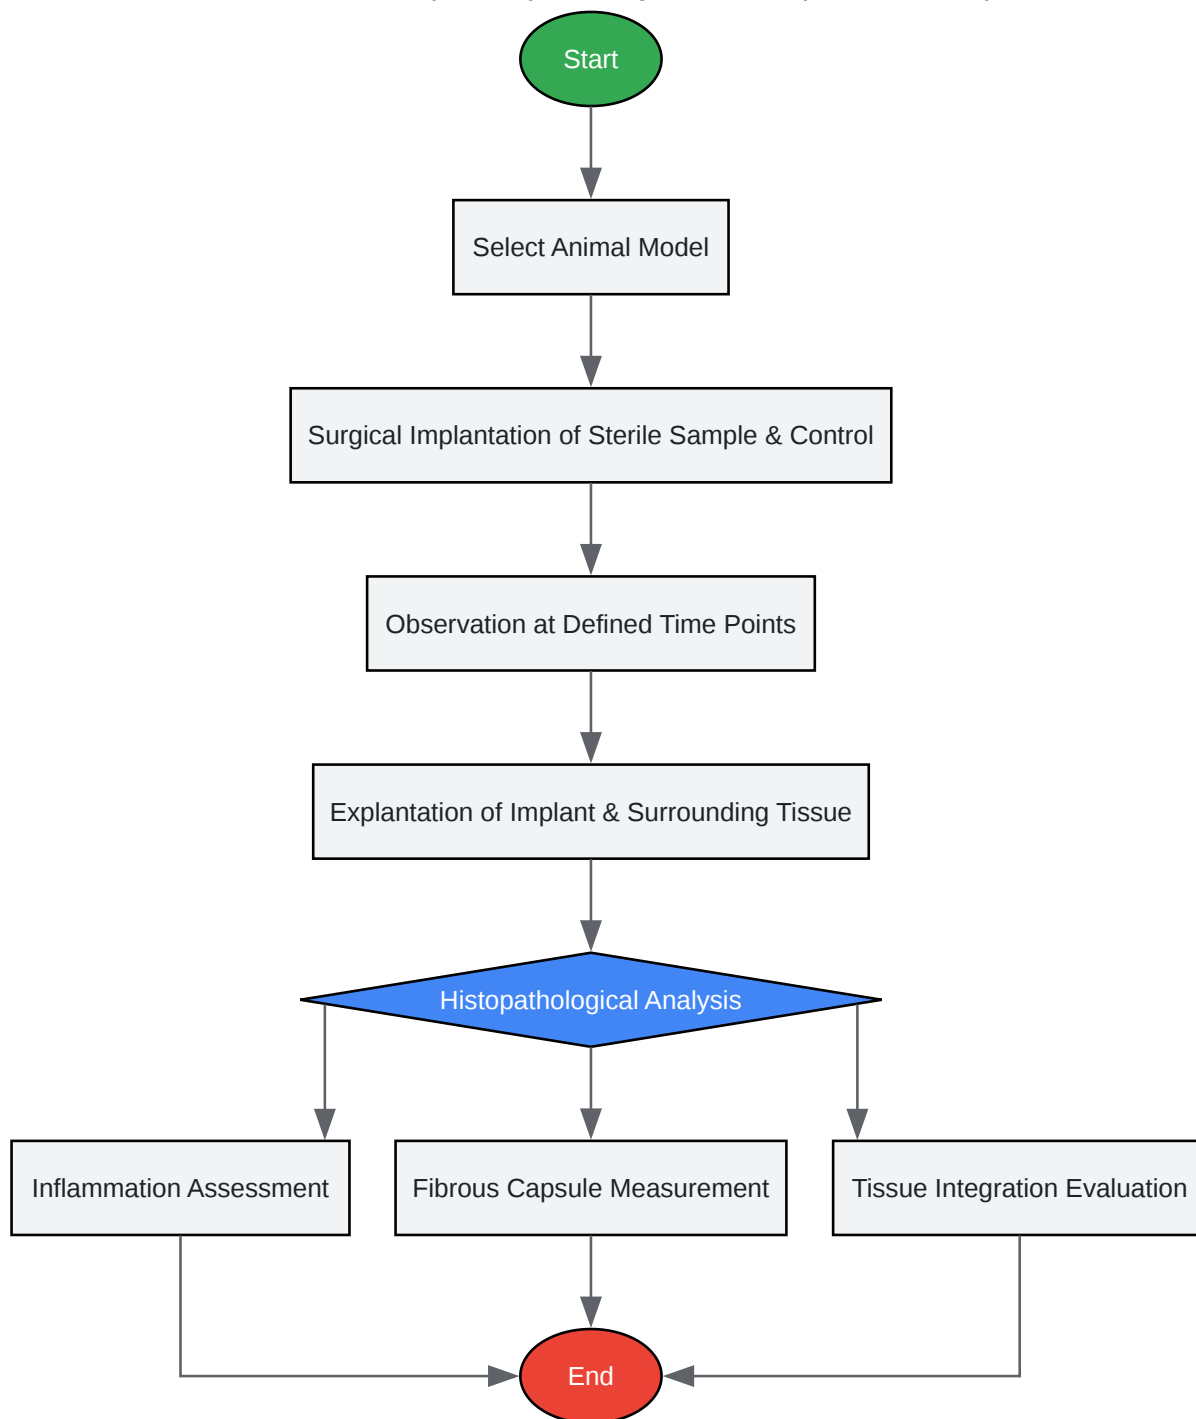 Start
Select Animal Model
Surgical Implantation of Sterile Sample & Control
Observation at Defined Time Points
Explantation of Implant & Surrounding Tissue
Histopathological Analysis
Inflammation Assessment
Fibrous Capsule Measurement
Tissue Integration Evaluation
End